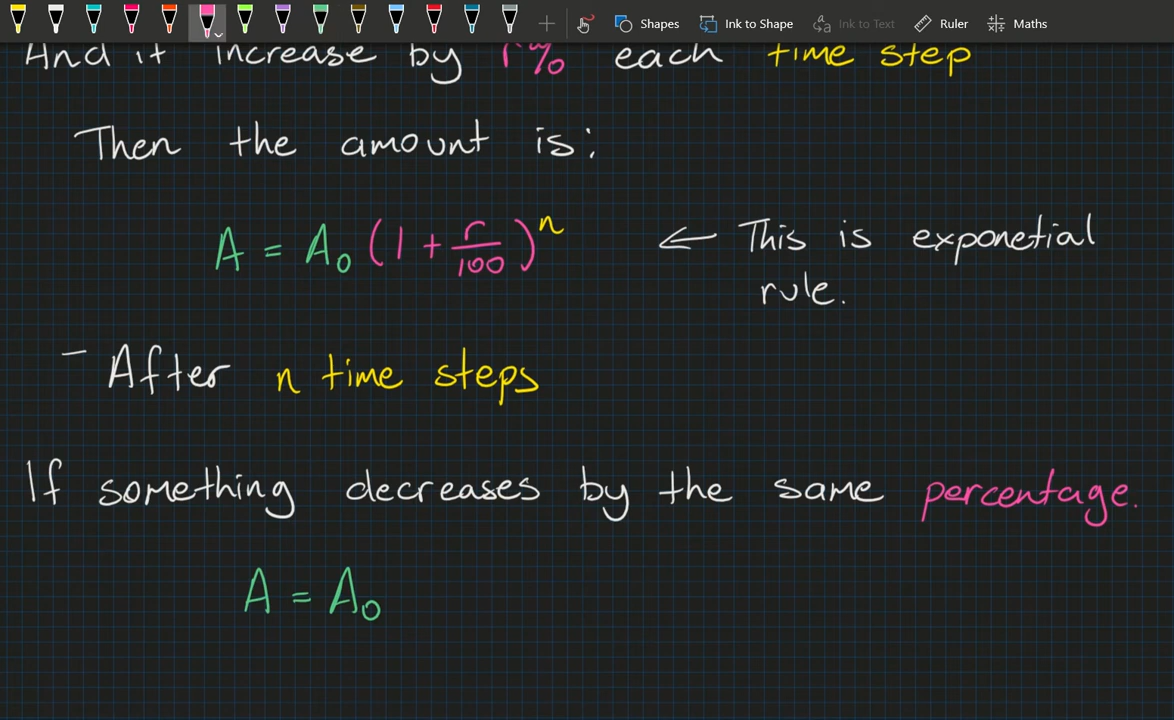 Shapes Ink to Shape Ink to Text Ruler Maths
And it increase by r% each time step
Then the amount is:
A = A₀ (1 + r/100)ⁿ ← This is exponetial
rule.
- After n time steps
If something decreases by the same percentage.
A = A₀